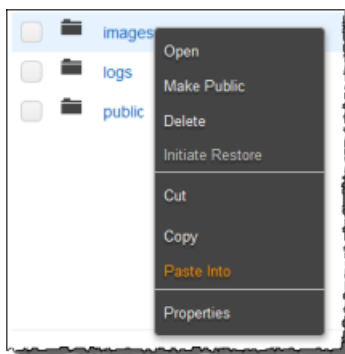 images
logs
public
Open
Make Public
Delete
Initiate Restore
Cut
Copy
Paste Into
Properties